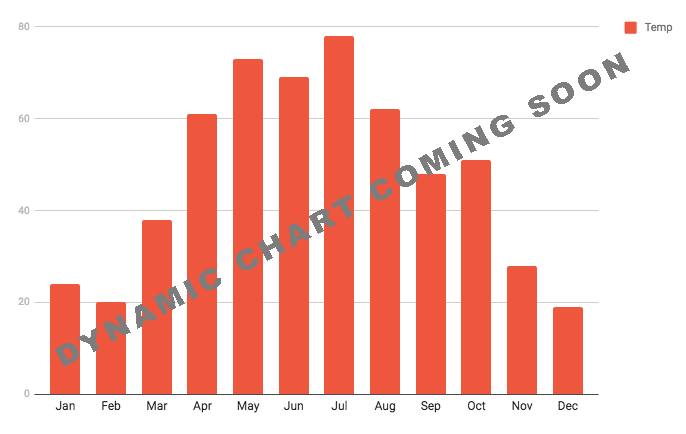 80
Temp
60
40
20
0
DYNAMIC CHART COMING SOON
Jan Feb Mar Apr May Jun Jul Aug Sep Oct Nov Dec